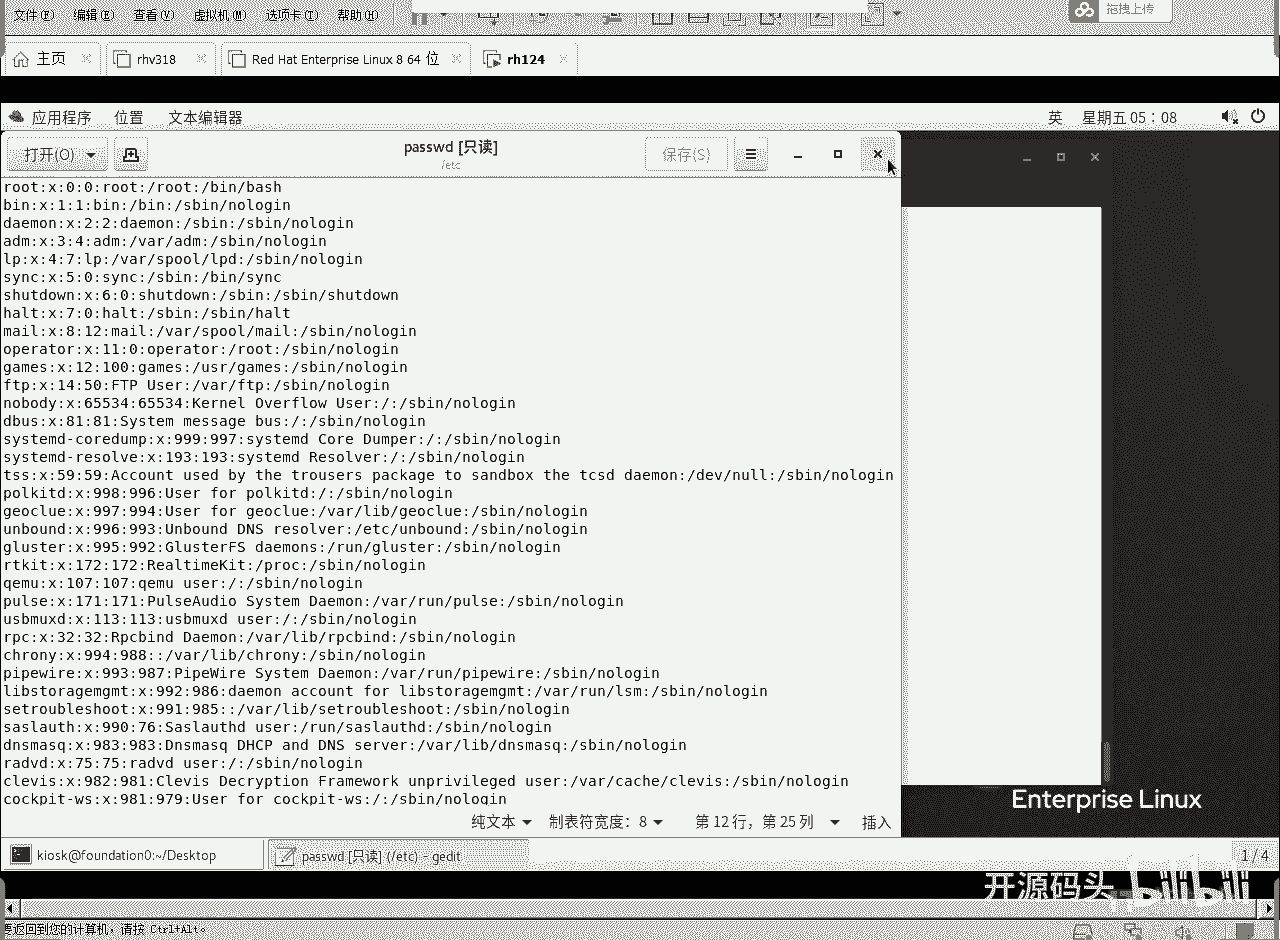 文件(F) 编辑(E) 查看(V) 虚拟机(M) 选项卡(T) 帮助(H)
拖拽上传
主页 rhv318 Red Hat Enterprise Linux 8 64 位 rh124
应用程序 位置 文本编辑器 英 星期五 05：08
打开(O) passwd [只读] 保存(S)
/etc
root:x:0:0:root:/root:/bin/bash
bin:x:1:1:bin:/bin:/sbin/nologin
daemon:x:2:2:daemon:/sbin:/sbin/nologin
adm:x:3:4:adm:/var/adm:/sbin/nologin
lp:x:4:7:lp:/var/spool/lpd:/sbin/nologin
sync:x:5:0:sync:/sbin:/bin/sync
shutdown:x:6:0:shutdown:/sbin:/sbin/shutdown
halt:x:7:0:halt:/sbin:/sbin/halt
mail:x:8:12:mail:/var/spool/mail:/sbin/nologin
operator:x:11:0:operator:/root:/sbin/nologin
games:x:12:100:games:/usr/games:/sbin/nologin
ftp:x:14:50:FTP User:/var/ftp:/sbin/nologin
nobody:x:65534:65534:Kernel Overflow User:/:/sbin/nologin
dbus:x:81:81:System message bus:/:/sbin/nologin
systemd-coredump:x:999:997:systemd Core Dumper:/:/sbin/nologin
systemd-resolve:x:193:193:systemd Resolver:/:/sbin/nologin
tss:x:59:59:Account used by the trousers package to sandbox the tcsd daemon:/dev/null:/sbin/nologin
polkitd:x:998:996:User for polkitd:/:/sbin/nologin
geoclue:x:997:994:User for geoclue:/var/lib/geoclue:/sbin/nologin
unbound:x:996:993:Unbound DNS resolver:/etc/unbound:/sbin/nologin
gluster:x:995:992:GlusterFS daemons:/run/gluster:/sbin/nologin
rtkit:x:172:172:RealtimeKit:/proc:/sbin/nologin
qemu:x:107:107:qemu user:/:/sbin/nologin
pulse:x:171:171:PulseAudio System Daemon:/var/run/pulse:/sbin/nologin
usbmuxd:x:113:113:usbmuxd user:/:/sbin/nologin
rpc:x:32:32:Rpcbind Daemon:/var/lib/rpcbind:/sbin/nologin
chrony:x:994:988::/var/lib/chrony:/sbin/nologin
pipewire:x:993:987:PipeWire System Daemon:/var/run/pipewire:/sbin/nologin
libstoragemgmt:x:992:986:daemon account for libstoragemgmt:/var/run/lsm:/sbin/nologin
setroubleshoot:x:991:985::/var/lib/setroubleshoot:/sbin/nologin
saslauth:x:990:76:Saslauthd user:/run/saslauthd:/sbin/nologin
dnsmasq:x:983:983:Dnsmasq DHCP and DNS server:/var/lib/dnsmasq:/sbin/nologin
radvd:x:75:75:radvd user:/:/sbin/nologin
clevis:x:982:981:Clevis Decryption Framework unprivileged user:/var/cache/clevis:/sbin/nologin
cockpit-ws:x:981:979:User for cockpit-ws:/:/sbin/nologin
Enterprise Linux
纯文本 制表符宽度：8 第 12 行，第 25 列 插入
kiosk@foundation0:~/Desktop passwd [只读] (/etc) - gedit 1 / 4
开源码头 bilibili
要返回到您的计算机，请按 Ctrl+Alt。